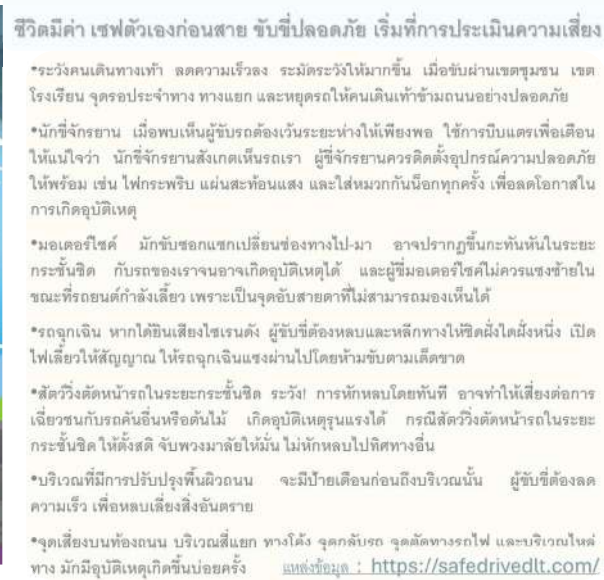 ชีวิตมีค่า เซฟตัวเองก่อนสาย ขับขี่ปลอดภัย เริ่มที่การประเมินความเสี่ยง
*ระวังคนเดินทางเท้า ลดความเร็วลง ระมัดระวังให้มากขึ้น เมื่อขับผ่านเขตชุมชน เขต
โรงเรียน จุดรอประจำทาง ทางแยก และหยุดรถให้คนเดินเท้าข้ามถนนอย่างปลอดภัย
*นักขี่จักรยาน เมื่อพบเห็นผู้ขับรถต้องเว้นระยะห่างให้เพียงพอ ใช้การบีบแตรเพื่อเตือน
ให้แน่ใจว่า นักขี่จักรยานสังเกตเห็นรถเรา ผู้ขี่จักรยานควรติดตั้งอุปกรณ์ความปลอดภัย
ให้พร้อม เช่น ไฟกระพริบ แผ่นสะท้อนแสง และใส่หมวกกันน็อกทุกครั้ง เพื่อลดโอกาสใน
การเกิดอุบัติเหตุ
*มอเตอร์ไซค์ มักขับซอกแซกเปลี่ยนช่องทางไป-มา อาจปรากฏขึ้นกะทันหันในระยะ
กระชั้นชิด กับรถของเราจนอาจเกิดอุบัติเหตุได้ และผู้ขี่มอเตอร์ไซค์ไม่ควรแซงซ้ายใน
ขณะที่รถยนต์กำลังเลี้ยว เพราะเป็นจุดอับสายตาที่ไม่สามารถมองเห็นได้
*รถฉุกเฉิน หากได้ยินเสียงไซเรนดัง ผู้ขับขี่ต้องหลบและหลีกทางให้ชิดฝั่งใดฝั่งหนึ่ง เปิด
ไฟเลี้ยวให้สัญญาณ ให้รถฉุกเฉินแซงผ่านไปโดยห้ามขับตามเด็ดขาด
*สัตว์วิ่งตัดหน้ารถในระยะกระชั้นชิด ระวัง! การหักหลบโดยทันที อาจทำให้เสี่ยงต่อการ
เฉี่ยวชนกับรถคันอื่นหรือต้นไม้ เกิดอุบัติเหตุรุนแรงได้ กรณีสัตว์วิ่งตัดหน้ารถในระยะ
กระชั้นชิด ให้ตั้งสติ จับพวงมาลัยให้มั่น ไม่หักหลบไปทิศทางอื่น
*บริเวณที่มีการปรับปรุงพื้นผิวถนน จะมีป้ายเตือนก่อนถึงบริเวณนั้น ผู้ขับขี่ต้องลด
ความเร็ว เพื่อหลบเลี่ยงสิ่งอันตราย
*จุดเสี่ยงบนท้องถนน บริเวณสี่แยก ทางโค้ง จุดกลับรถ จุดตัดทางรถไฟ และบริเวณไหล่
ทาง มักมีอุบัติเหตุเกิดขึ้นบ่อยครั้ง แหล่งข้อมูล : https://safedrivedlt.com/